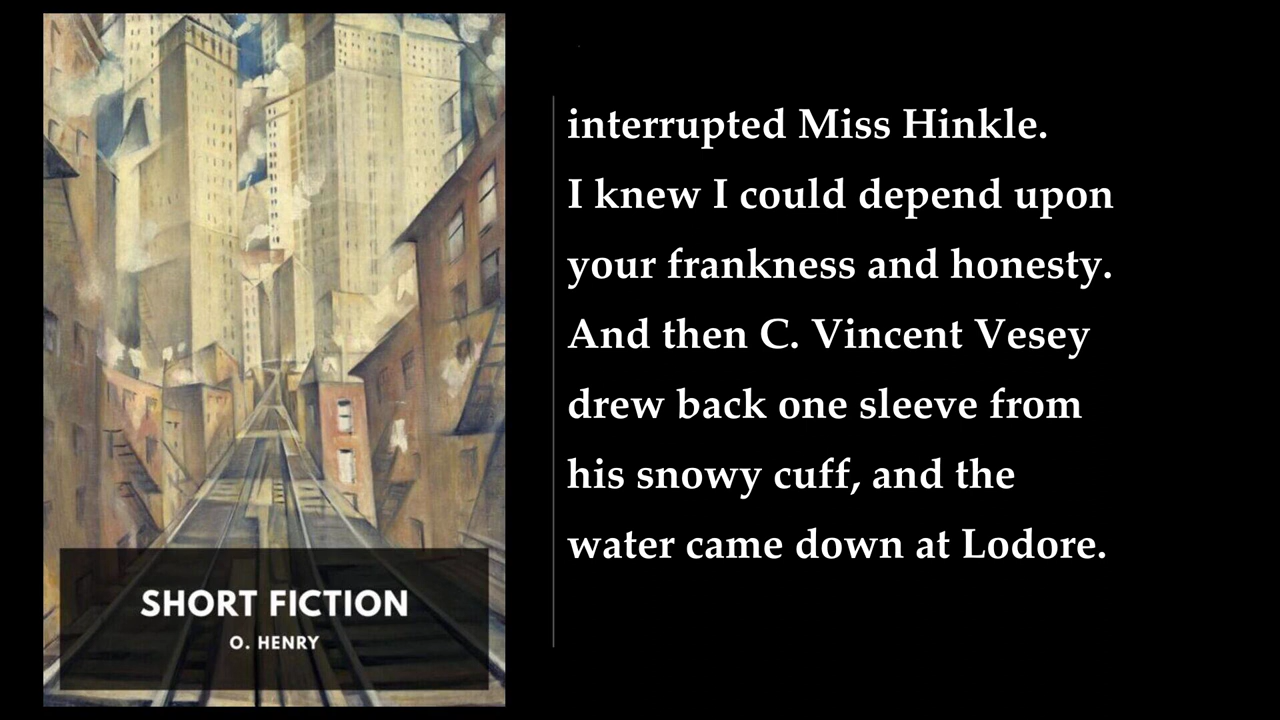 interrupted Miss Hinkle.
I knew I could depend upon
your frankness and honesty.
And then C. Vincent Vesey
drew back one sleeve from
his snowy cuff, and the
water came down at Lodore.
SHORT FICTION
O. HENRY